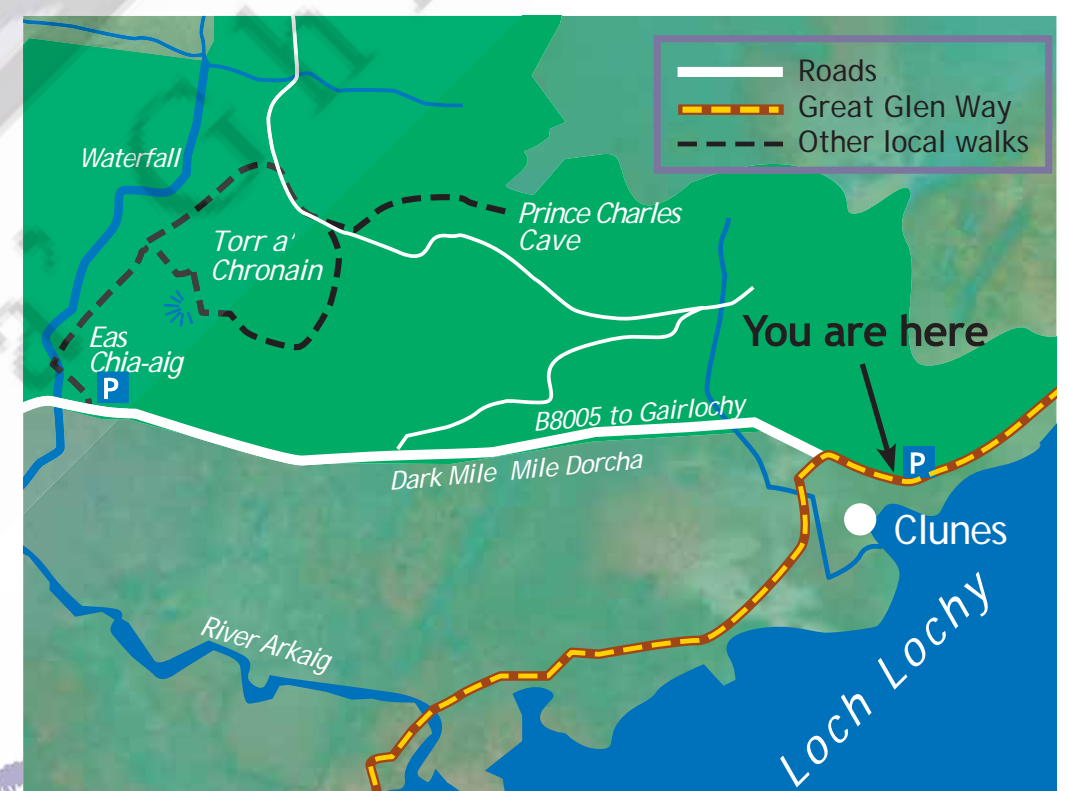 Roads
Great Glen Way
Other local walks
Waterfall
Prince Charles
Cave
Torr a'
Chronain
You are here
Eas
Chia-aig
P
B8005 to Gairlochy
Dark Mile Mile Dorcha
P
Clunes
River Arkaig
Loch Lochy